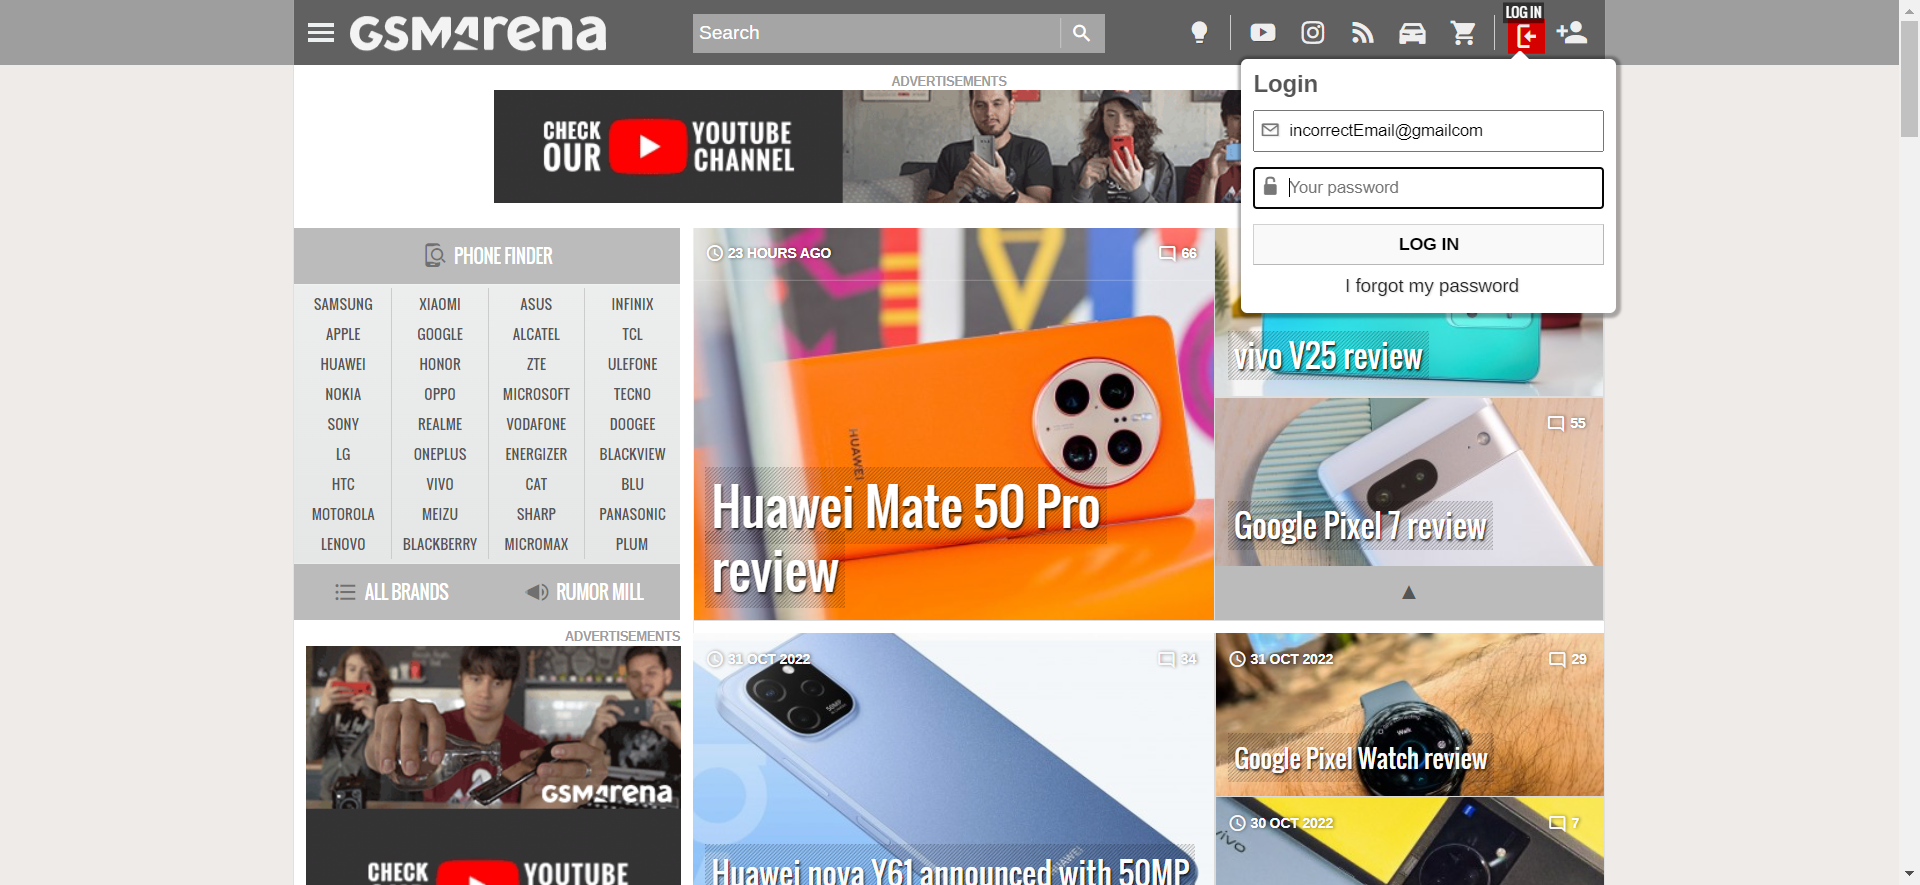 GSMarena
Search
LOG IN
Login
incorrectEmail@gmailcom
Your password
LOG IN
I forgot my password
ADVERTISEMENTS
CHECK OUR
YOUTUBE CHANNEL
PHONE FINDER
SAMSUNG XIAOMI ASUS INFINIX
APPLE GOOGLE ALCATEL TCL
HUAWEI HONOR ZTE ULEFONE
NOKIA OPPO MICROSOFT TECNO
SONY REALME VODAFONE DOOGEE
LG ONEPLUS ENERGIZER BLACKVIEW
HTC VIVO CAT BLU
MOTOROLA MEIZU SHARP PANASONIC
LENOVO BLACKBERRY MICROMAX PLUM
ALL BRANDS RUMOR MILL
ADVERTISEMENTS
GSMarena
CHECK
YOUTUBE
23 HOURS AGO 66
HUAWEI
Huawei Mate 50 Pro
review
vivo V25 review
55
Google Pixel 7 review
▲
31 OCT 2022 34
50MP
HUAWEI
Huawei nova Y61 announced with 50MP
31 OCT 2022 29
Walk
Google Pixel Watch review
30 OCT 2022 7
vivo